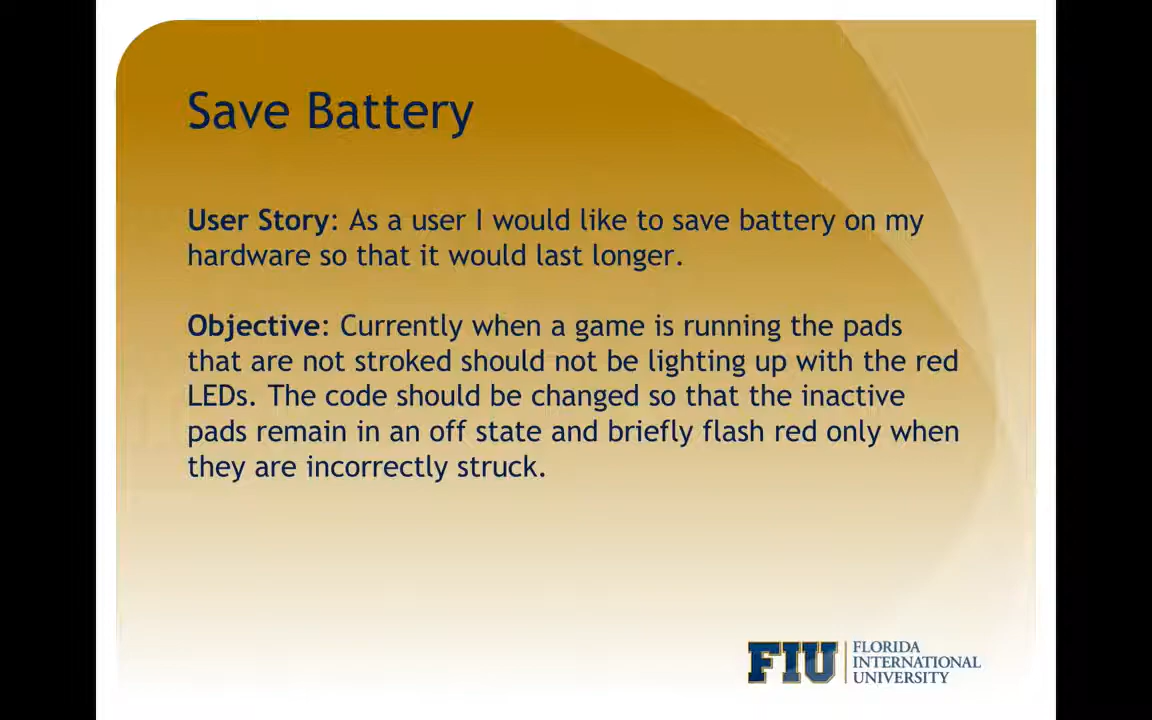 Save Battery
User Story: As a user I would like to save battery on my
hardware so that it would last longer.
Objective: Currently when a game is running the pads
that are not stroked should not be lighting up with the red
LEDs. The code should be changed so that the inactive
pads remain in an off state and briefly flash red only when
they are incorrectly struck.
FIU
FLORIDA
INTERNATIONAL
UNIVERSITY